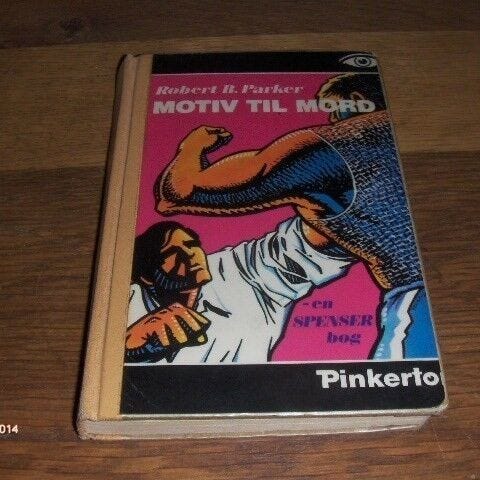 Robert B. Parker
MOTIV TIL MORD
- en
SPENSER
bog
Pinkerto
014